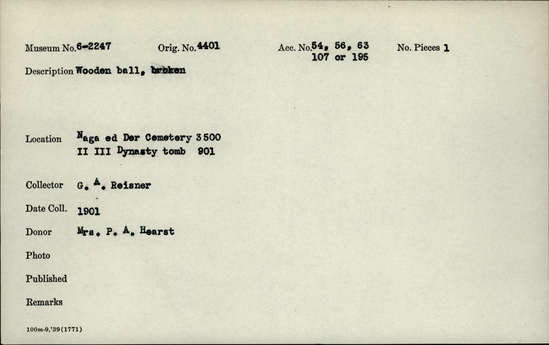 Museum No. 6-2247 Orig. No. 4401 Acc. No. 54, 56, 63 No. Pieces 1
107 or 195
Description Wooden ball, broken
Location Naga ed Der Cemetery 3500
II III Dynasty tomb 901
Collector G. A. Reisner
Date Coll. 1901
Donor Mrs. P. A. Hearst
Photo
Published
Remarks
100m-9,'39(1771)